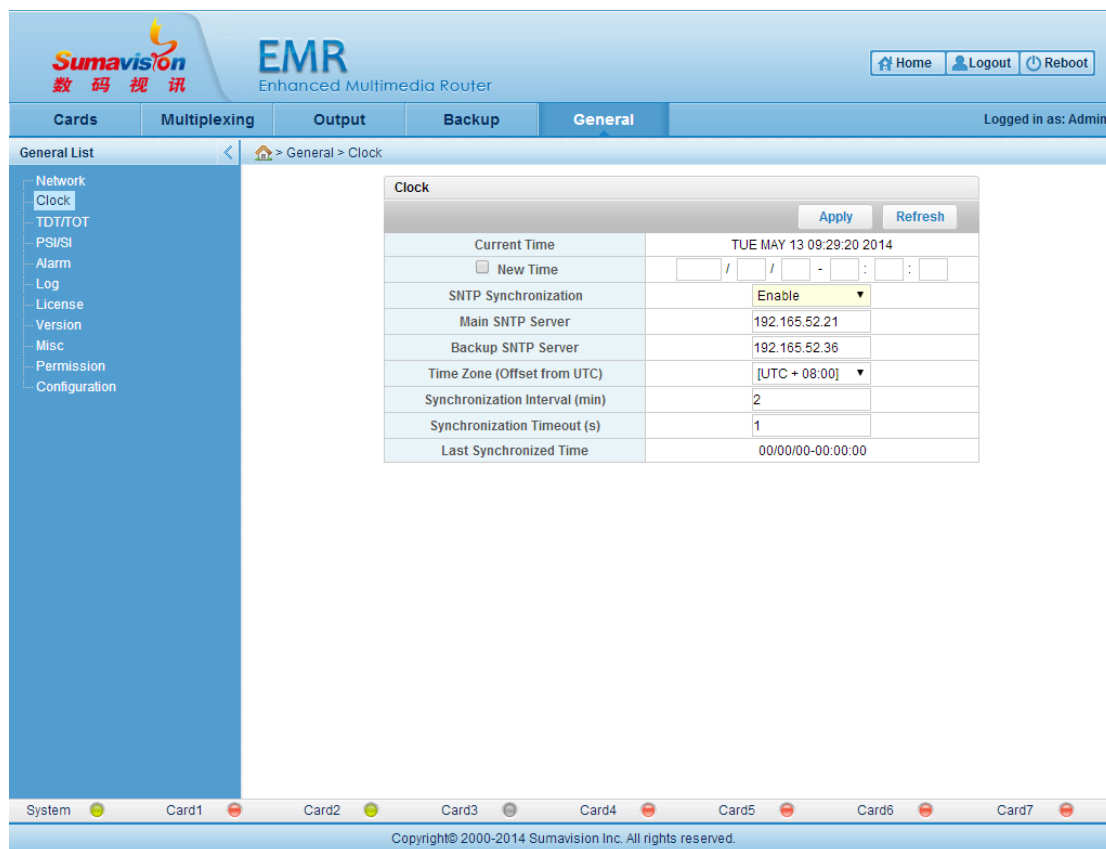 Sumavision
数码视讯
EMR
Enhanced Multimedia Router
Home Logout Reboot
Cards Multiplexing Output Backup General Logged in as: Admin
General List > General > Clock
Network
Clock
TDT/TOT
PSI/SI
Alarm
Log
License
Version
Misc
Permission
Configuration
Clock
Apply Refresh
Current Time TUE MAY 13 09:29:20 2014
New Time / / - : :
SNTP Synchronization Enable
Main SNTP Server 192.165.52.21
Backup SNTP Server 192.165.52.36
Time Zone (Offset from UTC) [UTC + 08:00]
Synchronization Interval (min) 2
Synchronization Timeout (s) 1
Last Synchronized Time 00/00/00-00:00:00
System Card1 Card2 Card3 Card4 Card5 Card6 Card7
Copyright© 2000-2014 Sumavision Inc. All rights reserved.